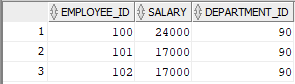 EMPLOYEE_ID SALARY DEPARTMENT_ID
1 100 24000 90
2 101 17000 90
3 102 17000 90